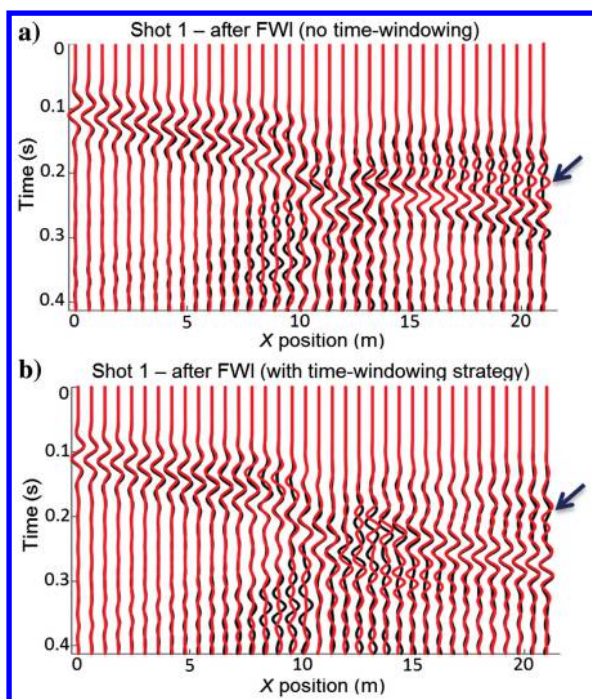 a)
Shot 1 – after FWI (no time-windowing)
0
0.1
0.2
0.3
0.4
Time (s)
0 5 10 15 20
X position (m)
b)
Shot 1 – after FWI (with time-windowing strategy)
0
0.1
0.2
0.3
0.4
Time (s)
0 5 10 15 20
X position (m)